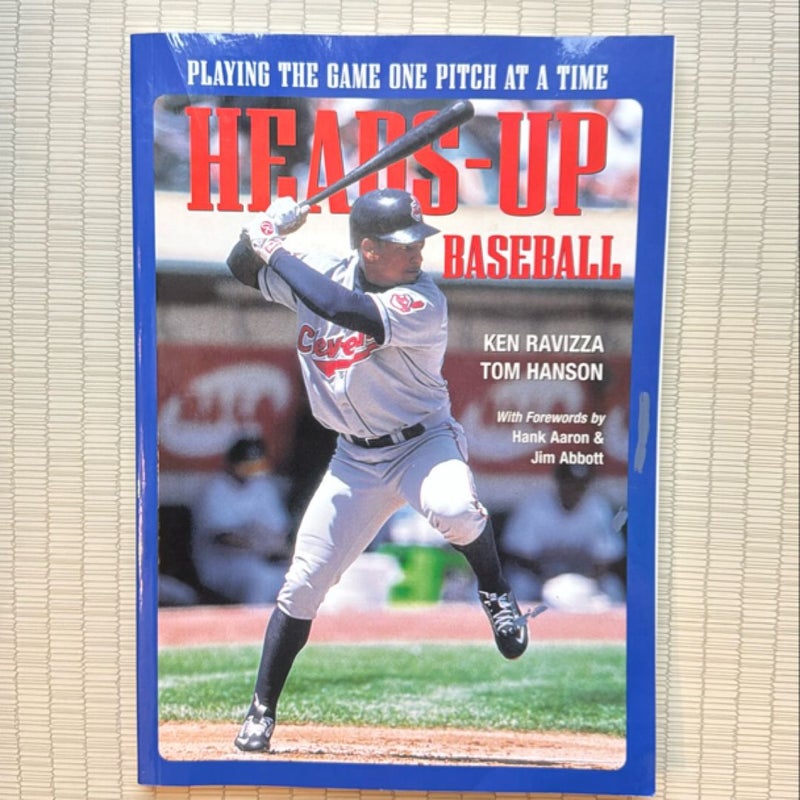 PLAYING THE GAME ONE PITCH AT A TIME
HEADS-UP
BASEBALL
KEN RAVIZZA
TOM HANSON
With Forewords by
Hank Aaron &
Jim Abbott